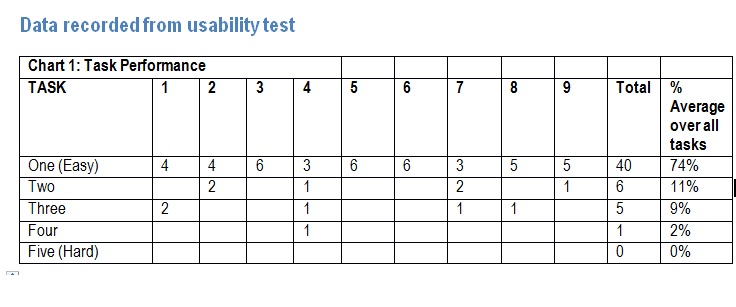 Data recorded from usability test
Chart 1: Task Performance
TASK 1 2 3 4 5 6 7 8 9 Total %
Average
over all
tasks
One (Easy) 4 4 6 3 6 6 3 5 5 40 74%
Two 2 1 2 1 6 11%
Three 2 1 1 1 5 9%
Four 1 1 2%
Five (Hard) 0 0%